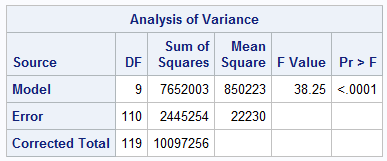 Analysis of Variance
Source DF Sum of Squares Mean Square F Value Pr > F
Model 9 7652003 850223 38.25 <.0001
Error 110 2445254 22230
Corrected Total 119 10097256